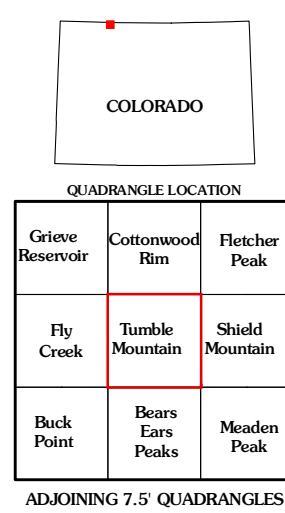 COLORADO
QUADRANGLE LOCATION
Grieve
Reservoir
Cottonwood
Rim
Fletcher
Peak
Fly
Creek
Tumble
Mountain
Shield
Mountain
Buck
Point
Bears
Ears
Peaks
Meaden
Peak
ADJOINING 7.5' QUADRANGLES